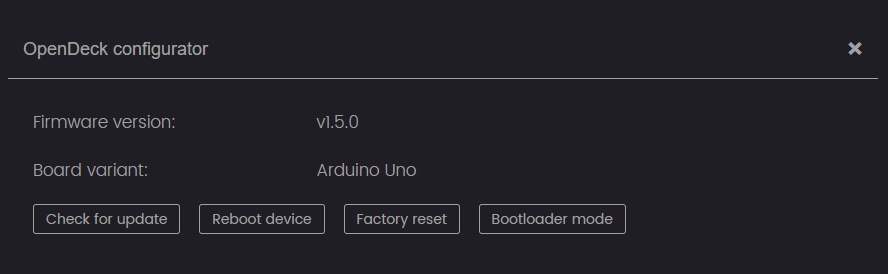 OpenDeck configurator
Firmware version: v1.5.0
Board variant: Arduino Uno
Check for update Reboot device Factory reset Bootloader mode